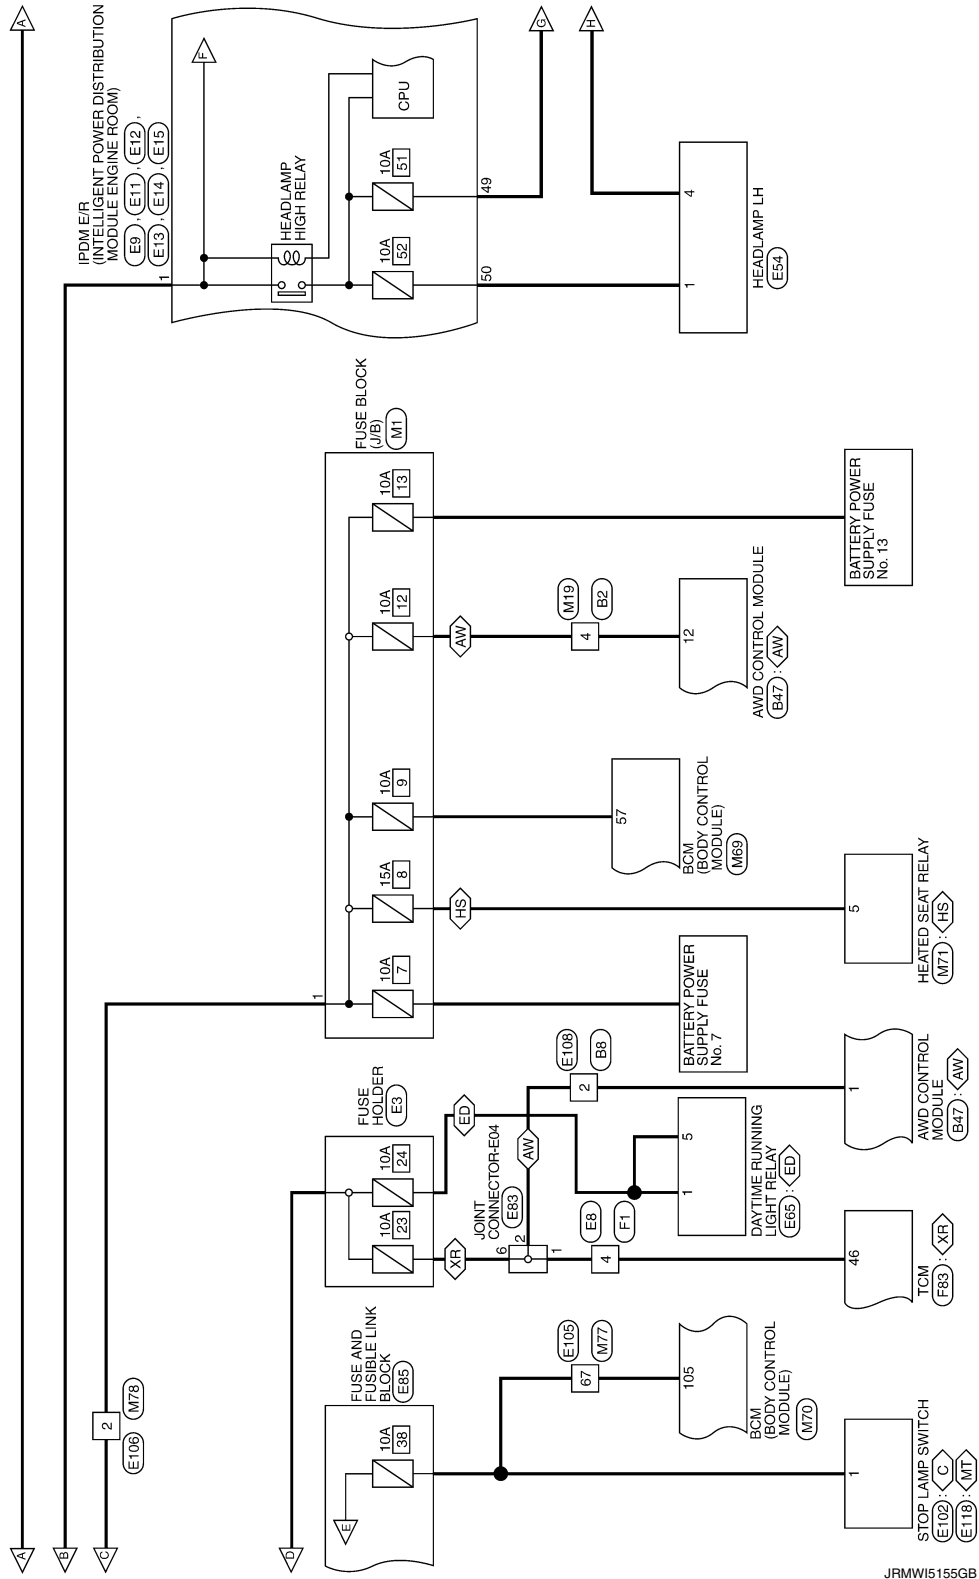 A
B
C
D
E
2
E106
M78
FUSE AND
FUSIBLE LINK
BLOCK
E85
10A
38
E105
67
M77
105
BCM
(BODY CONTROL
MODULE)
M70
1
STOP LAMP SWITCH
E102 : C
E118 : MT
FUSE
HOLDER
E3
10A
23
10A
24
XR
ED
JOINT
CONNECTOR-E04
E83
6
2
1
AW
E8
4
F1
E108
2
B8
1
5
DAYTIME RUNNING
LIGHT RELAY
E65 : ED
46
TCM
F83 : XR
1
AWD CONTROL
MODULE
B47 : AW
FUSE BLOCK
(J/B)
M1
1
10A
7
15A
8
10A
9
10A
12
10A
13
BATTERY POWER
SUPPLY FUSE
No. 7
HS
5
HEATED SEAT RELAY
M71 : HS
57
BCM
(BODY CONTROL
MODULE)
M69
AW
M19
4
B2
12
AWD CONTROL MODULE
B47 : AW
BATTERY POWER
SUPPLY FUSE
No. 13
IPDM E/R
(INTELLIGENT POWER DISTRIBUTION
MODULE ENGINE ROOM)
E9 , E11 , E12 ,
E13 , E14 , E15
1
F
HEADLAMP
HIGH RELAY
CPU
10A
52
10A
51
50
49
1
4
HEADLAMP LH
E54
A
G
H
JRMWI5155GB